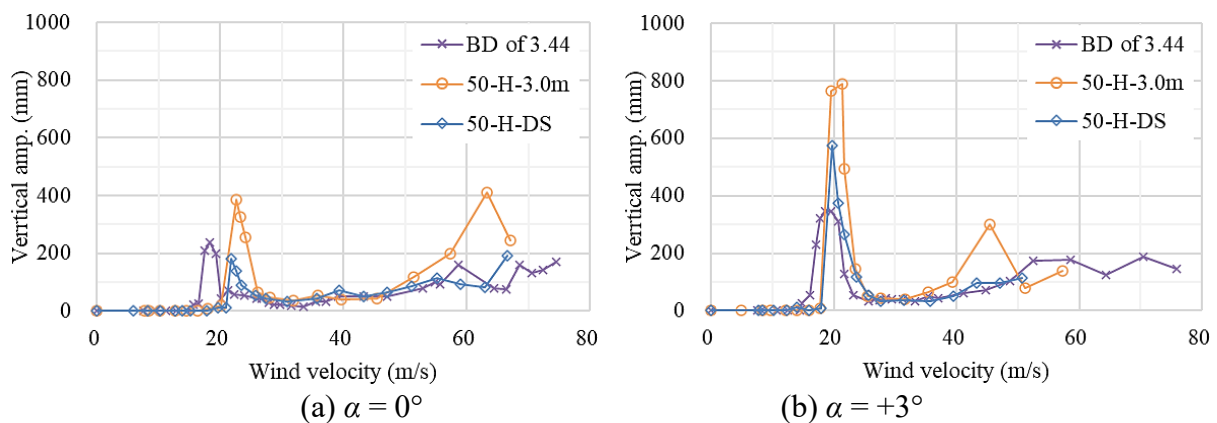 1000
800
600
400
200
0
Verrtical amp. (mm)
BD of 3.44
50-H-3.0m
50-H-DS
0 20 40 60 80
Wind velocity (m/s)
(a) α = 0°
1000
800
600
400
200
0
Verrtical amp. (mm)
BD of 3.44
50-H-3.0m
50-H-DS
0 20 40 60 80
Wind velocity (m/s)
(b) α = +3°